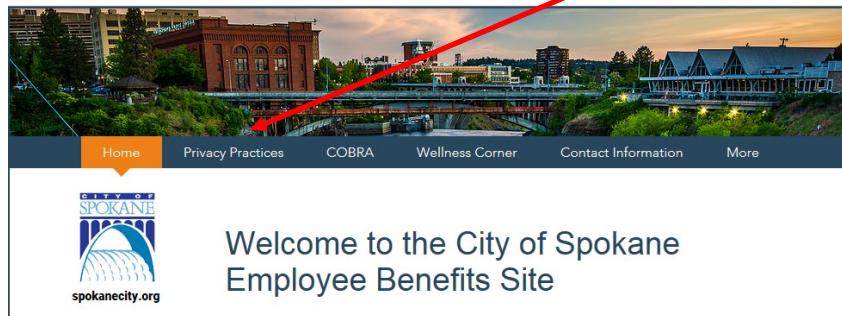 Home Privacy Practices COBRA Wellness Corner Contact Information More
CITY OF
SPOKANE
spokanecity.org
Welcome to the City of Spokane
Employee Benefits Site